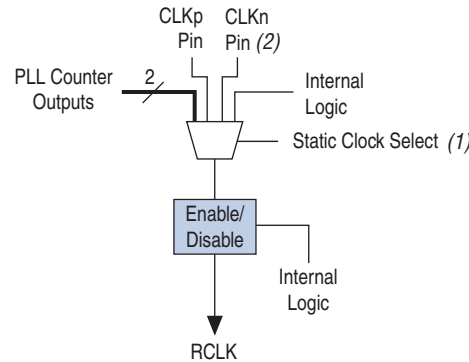 CLKp
Pin
CLKn
Pin (2)
PLL Counter
Outputs
2
Internal
Logic
Static Clock Select (1)
Enable/
Disable
Internal
Logic
RCLK